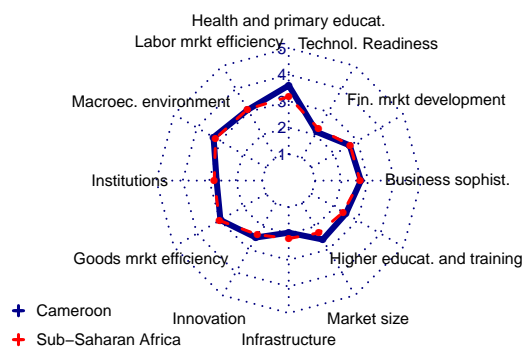 Health and primary educat.
Labor mrkt efficiency
5
Technol. Readiness
4
Macroec. environment
3
Fin. mrkt development
2
1
Institutions
Business sophist.
Goods mrkt efficiency
Higher educat. and training
Innovation
Market size
Infrastructure
Cameroon
Sub−Saharan Africa